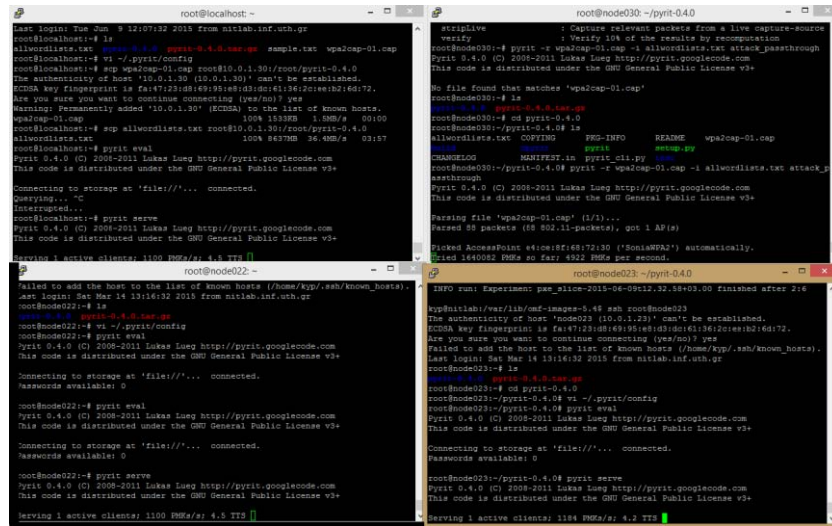 root@localhost: ~
Last login: Tue Jun  9 12:07:32 2015 from nitlab.inf.uth.gr
root@localhost:~# ls
allwordlists.txt  pyrit-0.4.0  pyrit-0.4.0.tar.gz  sample.txt  wpa2cap-01.cap
root@localhost:~# vi ~/.pyrit/config
root@localhost:~# scp wpa2cap-01.cap root@10.0.1.30:/root/pyrit-0.4.0
The authenticity of host '10.0.1.30 (10.0.1.30)' can't be established.
ECDSA key fingerprint is fa:47:23:d8:69:95:e8:d3:dc:61:36:2c:es:b2:6d:72.
Are you sure you want to continue connecting (yes/no)? yes
Warning: Permanently added '10.0.1.30' (ECDSA) to the list of known hosts.
wpa2cap-01.cap 100% 1533KB 1.5MB/s 00:00
root@localhost:~# scp allwordlists.txt root@10.0.1.30:/root/pyrit-0.4.0
allwordlists.txt 100% 8637MB 36.4MB/s 03:57
root@localhost:~# pyrit eval
Pyrit 0.4.0 (C) 2008-2011 Lukas Lueg http://pyrit.googlecode.com
This code is distributed under the GNU General Public License v3+
Connecting to storage at 'file://'...  connected.
Querying... ^C
Interrupted...
root@localhost:~# pyrit serve
Pyrit 0.4.0 (C) 2008-2011 Lukas Lueg http://pyrit.googlecode.com
This code is distributed under the GNU General Public License v3+
Serving 1 active clients; 1100 PMKs/s; 4.5 TTS
root@node030: ~/pyrit-0.4.0
stripLive : Capture relevant packets from a live capture-source
verify : Verify 10% of the results by recomputation
root@node030:~# pyrit -r wpa2cap-01.cap -i allwordlists.txt attack_passthrough
Pyrit 0.4.0 (C) 2008-2011 Lukas Lueg http://pyrit.googlecode.com
This code is distributed under the GNU General Public License v3+
No file found that matches 'wpa2cap-01.cap'
root@node030:~# ls
pyrit-0.4.0  pyrit-0.4.0.tar.gz
root@node030:~# cd pyrit-0.4.0
root@node030:~/pyrit-0.4.0# ls
allwordlists.txt  COPYING  PKG-INFO  README  wpa2cap-01.cap
pyrit  setup.py
CHANGELOG  MANIFEST.in  pyrit_cli.py
root@node030:~/pyrit-0.4.0# pyrit -r wpa2cap-01.cap -i allwordlists.txt attack_p
assthrough
Pyrit 0.4.0 (C) 2008-2011 Lukas Lueg http://pyrit.googlecode.com
This code is distributed under the GNU General Public License v3+
Parsing file 'wpa2cap-01.cap' (1/1)...
Parsed 88 packets (88 802.11-packets), got 1 AP(s)
Picked AccessPoint e4:ce:8f:68:72:30 ('SoniaWPA2') automatically.
Tried 1640082 PMKs so far; 4922 PMKs per second.
root@node022: ~
Failed to add the host to the list of known hosts (/home/kyp/.ssh/known_hosts).
Last login: Sat Mar 14 13:16:32 2015 from nitlab.inf.uth.gr
root@node022:~# ls
pyrit-0.4.0  pyrit-0.4.0.tar.gz
root@node022:~# vi ~/.pyrit/config
root@node022:~# pyrit eval
Pyrit 0.4.0 (C) 2008-2011 Lukas Lueg http://pyrit.googlecode.com
This code is distributed under the GNU General Public License v3+
Connecting to storage at 'file://'...  connected.
Passwords available: 0
root@node022:~# pyrit eval
Pyrit 0.4.0 (C) 2008-2011 Lukas Lueg http://pyrit.googlecode.com
This code is distributed under the GNU General Public License v3+
Connecting to storage at 'file://'...  connected.
Passwords available: 0
root@node022:~# pyrit serve
Pyrit 0.4.0 (C) 2008-2011 Lukas Lueg http://pyrit.googlecode.com
This code is distributed under the GNU General Public License v3+
Serving 1 active clients; 1100 PMKs/s; 4.5 TTS
root@node023: ~/pyrit-0.4.0
INFO run: Experiment pxe_slice-2015-06-09t12.32.58+03.00 finished after 2:6
kyp@nitlab:/var/lib/omf-images-5.4$ ssh root@node023
The authenticity of host 'node023 (10.0.1.23)' can't be established.
ECDSA key fingerprint is fa:47:23:d8:69:95:e8:d3:dc:61:36:2c:es:b2:6d:72.
Are you sure you want to continue connecting (yes/no)? yes
Failed to add the host to the list of known hosts (/home/kyp/.ssh/known_hosts).
Last login: Sat Mar 14 13:16:32 2015 from nitlab.inf.uth.gr
root@node023:~# ls
pyrit-0.4.0  pyrit-0.4.0.tar.gz
root@node023:~# cd pyrit-0.4.0
root@node023:~/pyrit-0.4.0# vi ~/.pyrit/config
root@node023:~/pyrit-0.4.0# pyrit eval
Pyrit 0.4.0 (C) 2008-2011 Lukas Lueg http://pyrit.googlecode.com
This code is distributed under the GNU General Public License v3+
Connecting to storage at 'file://'...  connected.
Passwords available: 0
root@node023:~/pyrit-0.4.0# pyrit serve
Pyrit 0.4.0 (C) 2008-2011 Lukas Lueg http://pyrit.googlecode.com
This code is distributed under the GNU General Public License v3+
Serving 1 active clients; 1184 PMKs/s; 4.2 TTS